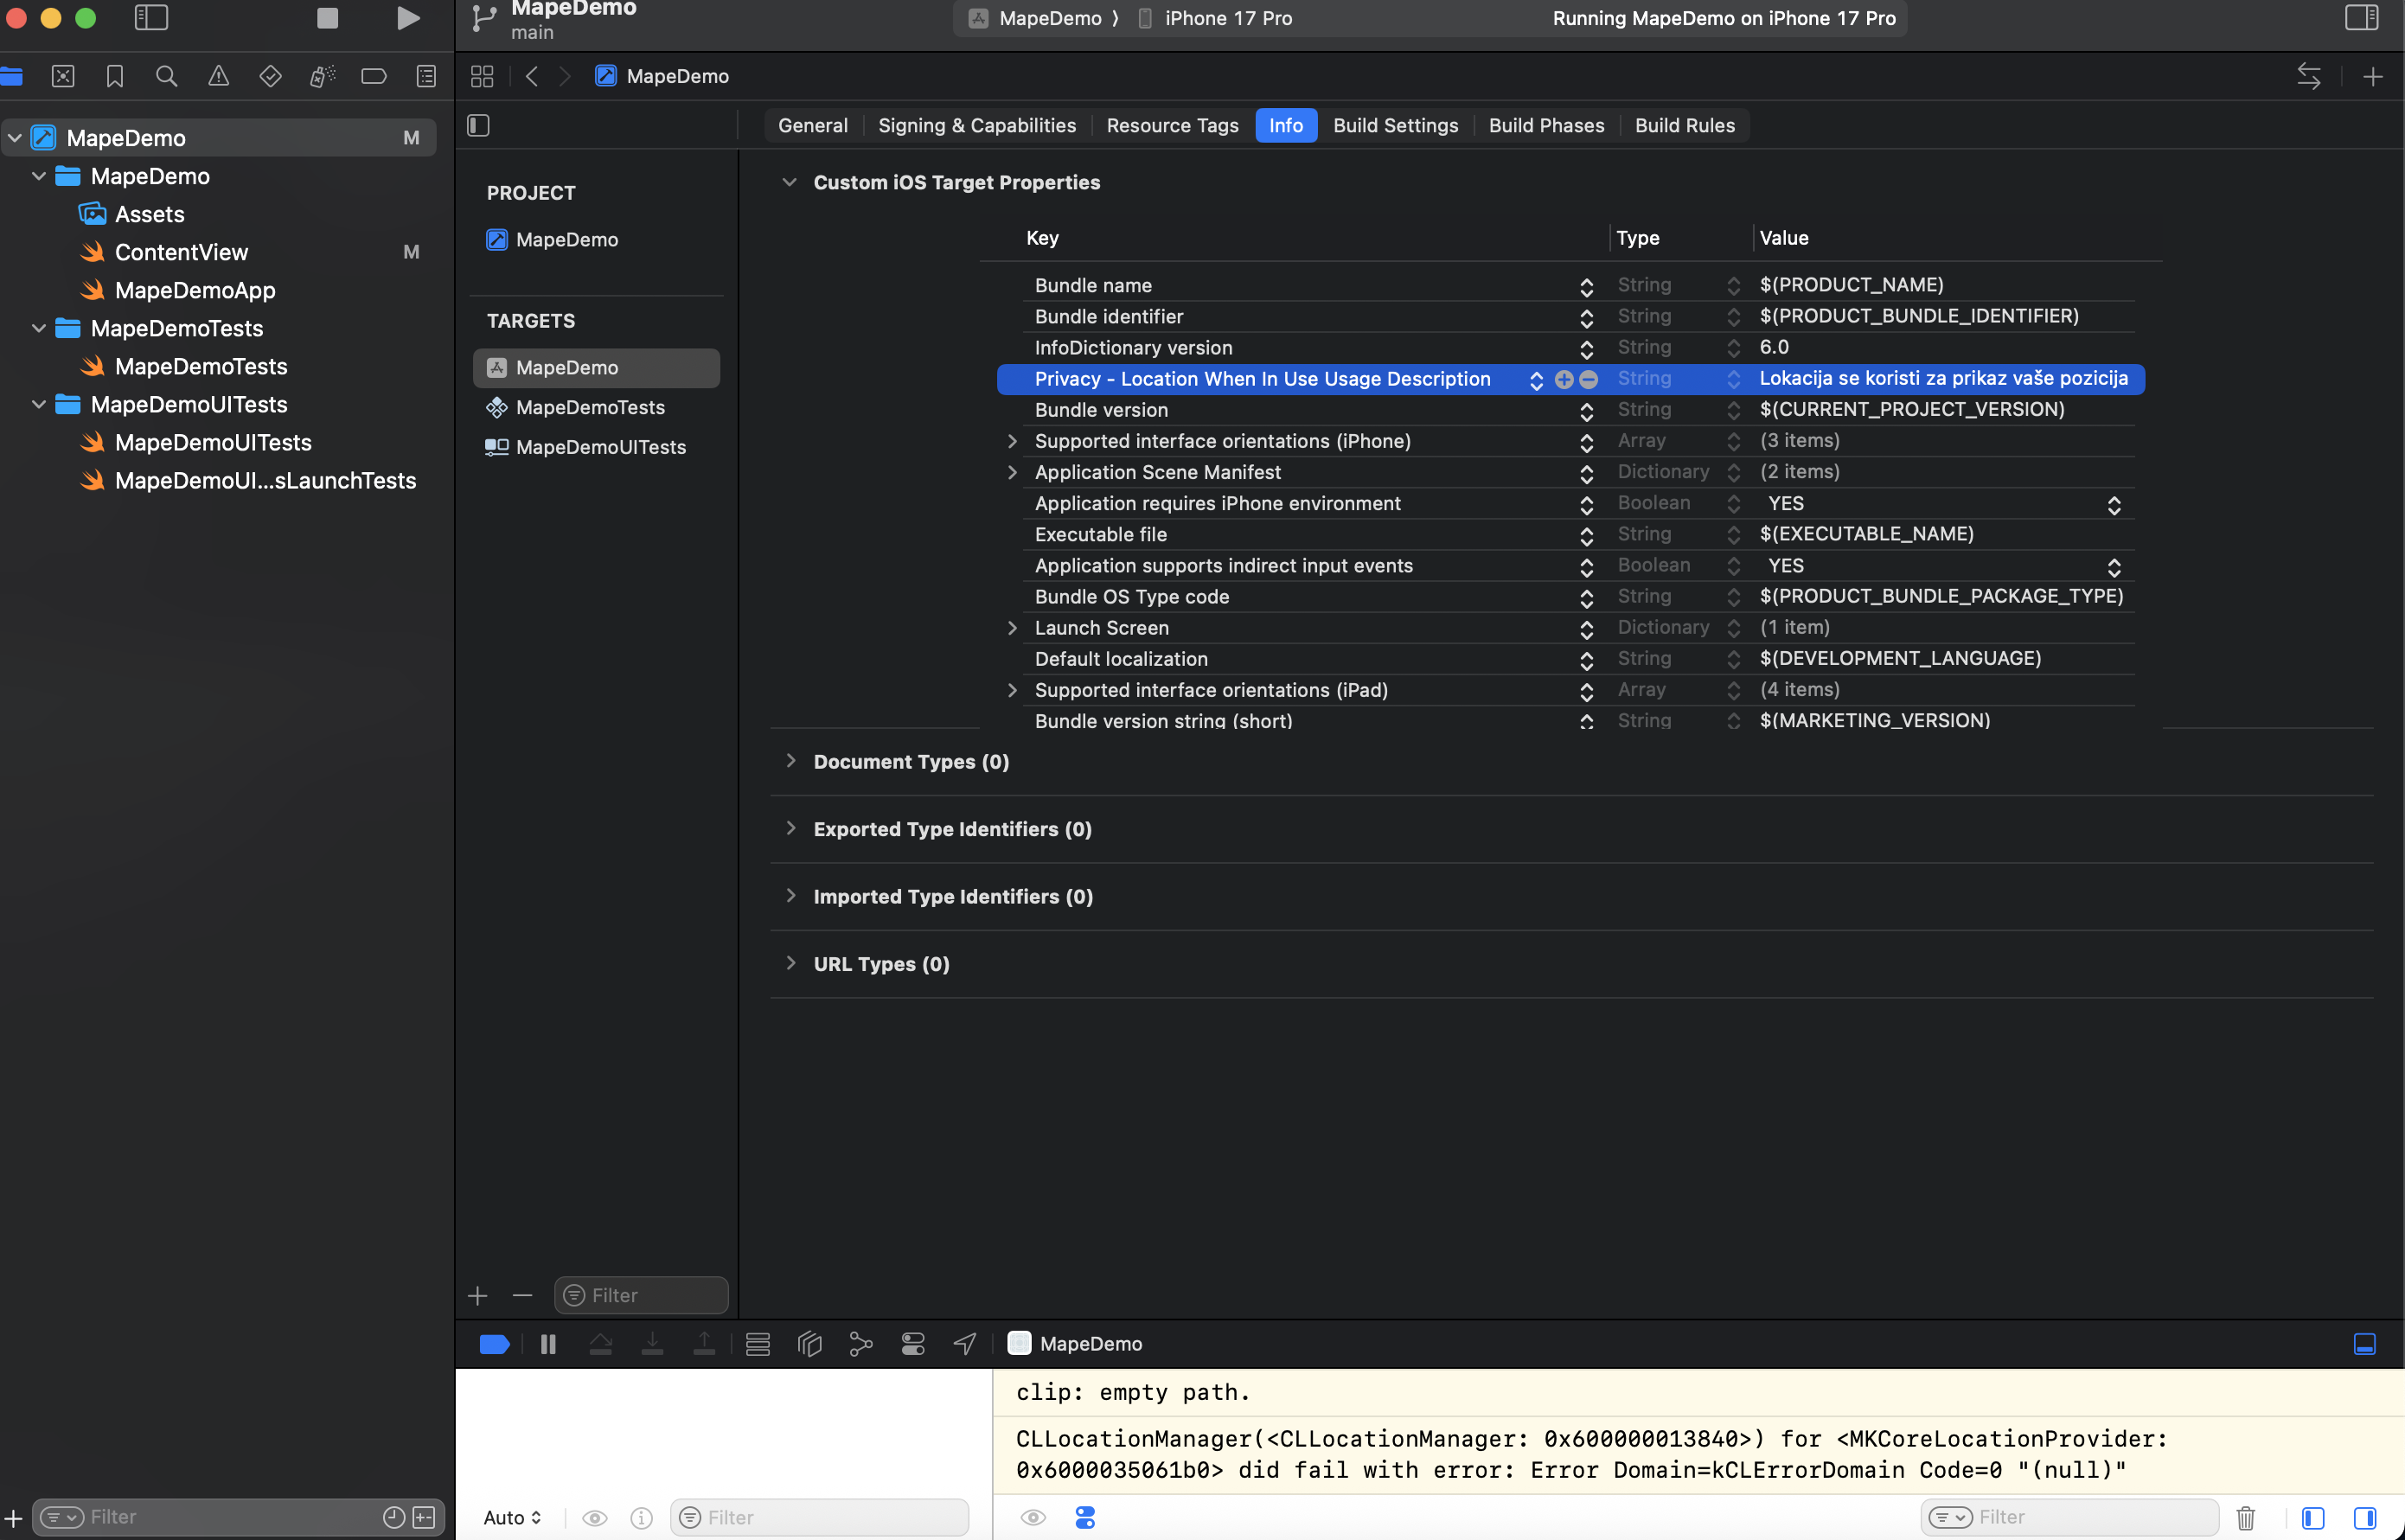 MapeDemo
main
MapeDemo ⟩ iPhone 17 Pro
Running MapeDemo on iPhone 17 Pro
MapeDemo
MapeDemo M
MapeDemo
Assets
ContentView M
MapeDemoApp
MapeDemoTests
MapeDemoTests
MapeDemoUITests
MapeDemoUITests
MapeDemoUI...sLaunchTests
Filter
General Signing & Capabilities Resource Tags Info Build Settings Build Phases Build Rules
PROJECT
MapeDemo
TARGETS
MapeDemo
MapeDemoTests
MapeDemoUITests
Filter
Custom iOS Target Properties
Key Type Value
Bundle name String $(PRODUCT_NAME)
Bundle identifier String $(PRODUCT_BUNDLE_IDENTIFIER)
InfoDictionary version String 6.0
Privacy - Location When In Use Usage Description String Lokacija se koristi za prikaz vaše pozicija
Bundle version String $(CURRENT_PROJECT_VERSION)
Supported interface orientations (iPhone) Array (3 items)
Application Scene Manifest Dictionary (2 items)
Application requires iPhone environment Boolean YES
Executable file String $(EXECUTABLE_NAME)
Application supports indirect input events Boolean YES
Bundle OS Type code String $(PRODUCT_BUNDLE_PACKAGE_TYPE)
Launch Screen Dictionary (1 item)
Default localization String $(DEVELOPMENT_LANGUAGE)
Supported interface orientations (iPad) Array (4 items)
Bundle version string (short) String $(MARKETING_VERSION)
Document Types (0)
Exported Type Identifiers (0)
Imported Type Identifiers (0)
URL Types (0)
MapeDemo
clip: empty path.
CLLocationManager(<CLLocationManager: 0x600000013840>) for <MKCoreLocationProvider:
0x6000035061b0> did fail with error: Error Domain=kCLErrorDomain Code=0 "(null)"
Auto Filter
Filter